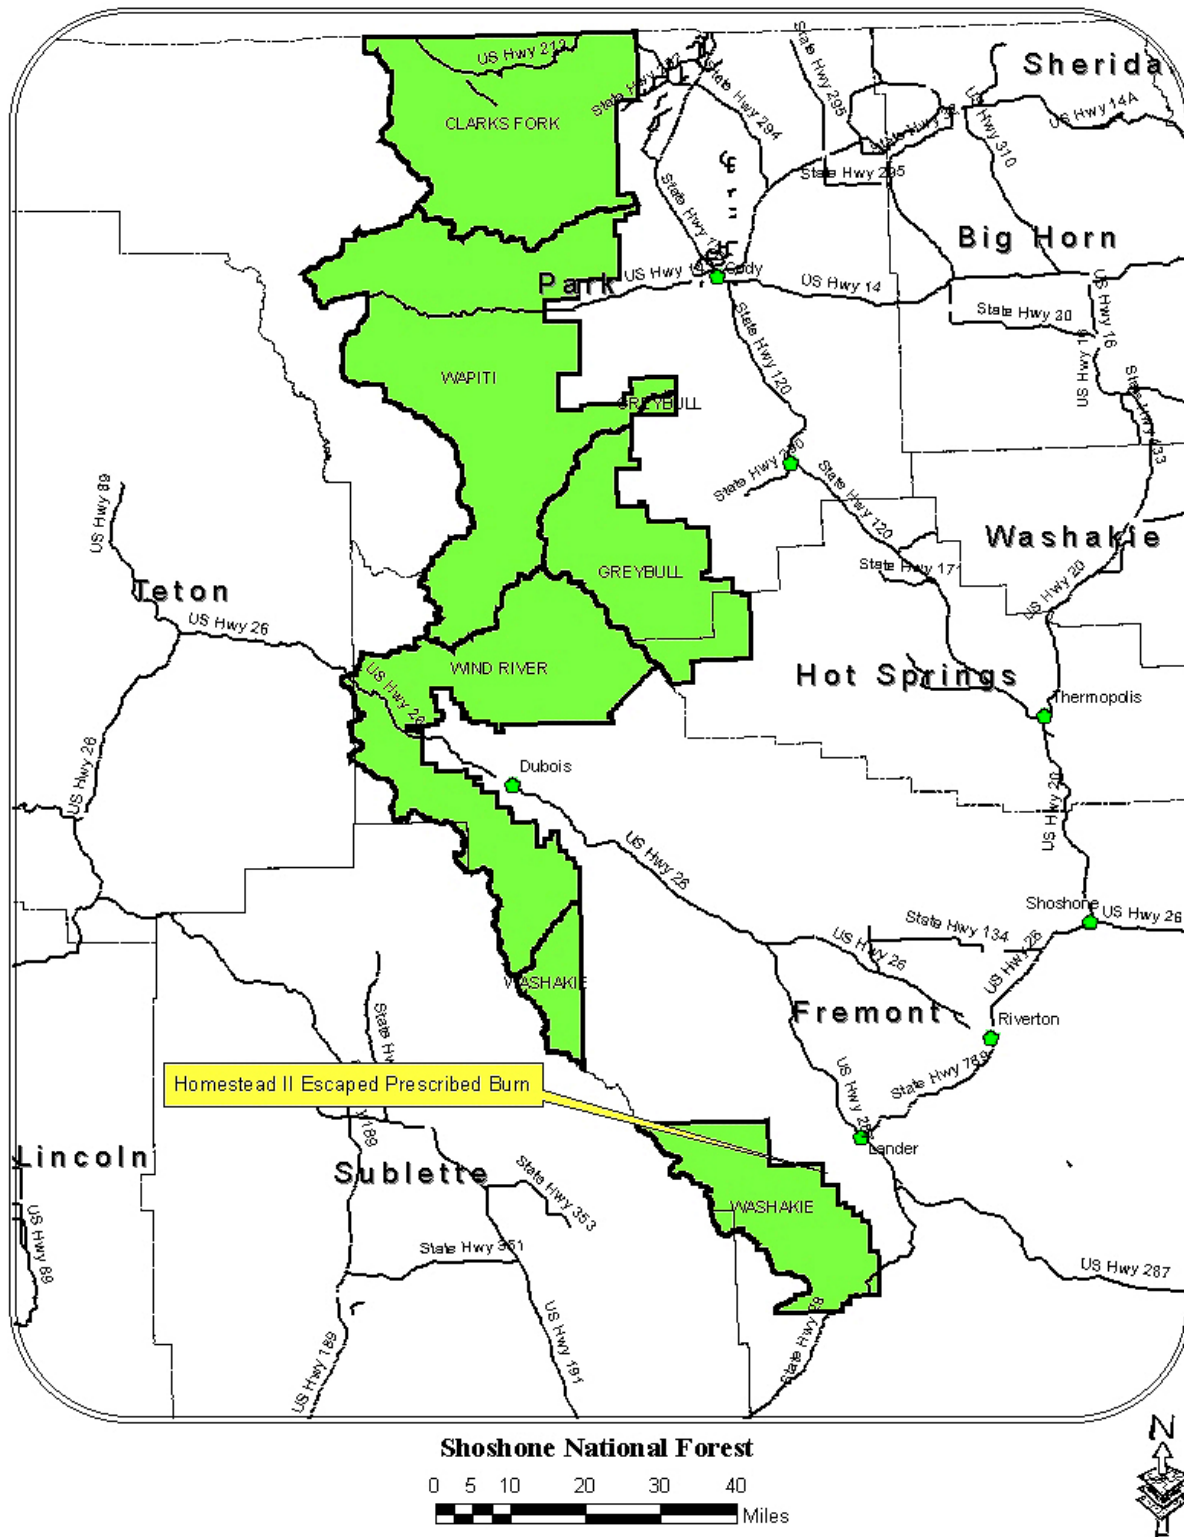 US Hwy 212
Sherida
State Hwy 295
State Hwy 294
US Hwy 14A
CLARKS FORK
US Hwy 310
State Hwy 295
Big Horn
Park
Cody
US Hwy 14
State Hwy 30
US Hwy 16
State Hwy 120
WAPITI
GREYBULL
US Hwy 89
State Hwy 120
Washakie
State Hwy 171
US Hwy 20
GREYBULL
Teton
US Hwy 26
WIND RIVER
US Hwy 26
Hot Springs
Thermopolis
Dubois
US Hwy 26
US Hwy 20
US Hwy 26
Shoshone
US Hwy 26
State Hwy 134
US Hwy 26
US Hwy 26
WASHAKIE
Fremont
Riverton
Homestead II Escaped Prescribed Burn
State Hwy 789
US Hwy 287
Lander
Lincoln
Sublette
State Hwy 353
WASHAKIE
US Hwy 89
State Hwy 351
US Hwy 287
State Hwy 28
US Hwy 189
US Hwy 191
N
Shoshone National Forest
0 5 10 20 30 40
Miles